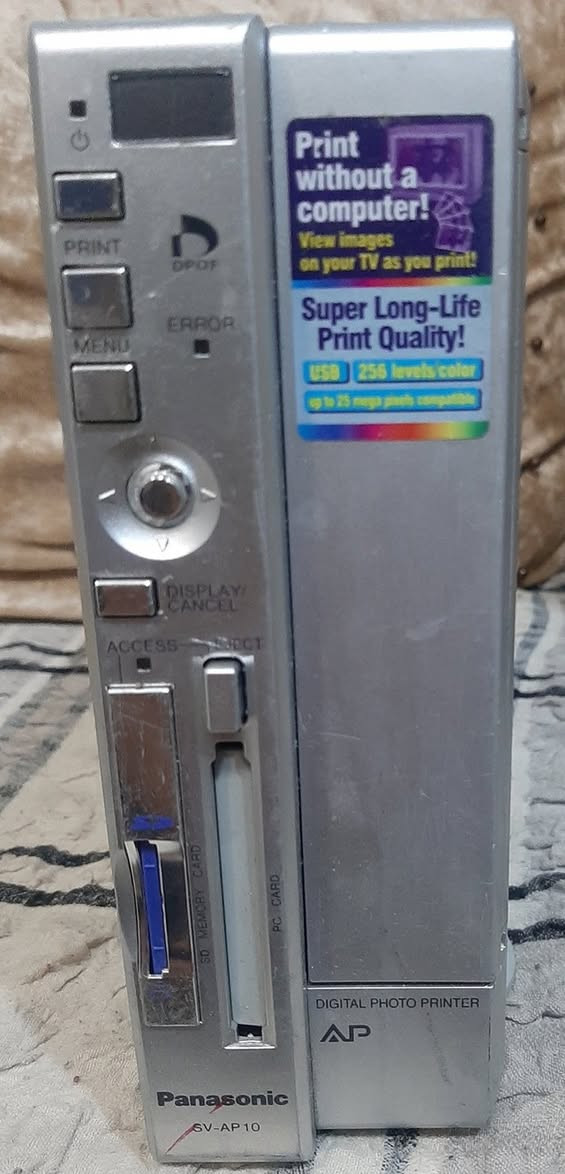 PRINT
DPOF
ERROR
MENU
DISPLAY/
CANCEL
ACCESS
EJECT
SD MEMORY CARD
PC CARD
Panasonic
SV-AP10
Print
without a
computer!
View images
on your TV as you print!
Super Long-Life
Print Quality!
USB 256 levels/color
up to 25 mega pixels compatible
DIGITAL PHOTO PRINTER
AP